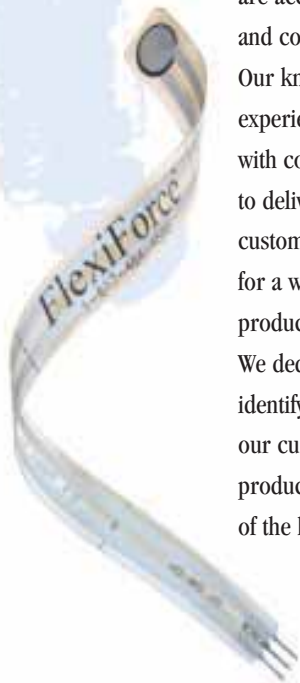 FlexiForce
are acc
and co
Our kn
experie
with co
to deliv
custom
for a w
produc
We dec
identify
our cu
produc
of the l